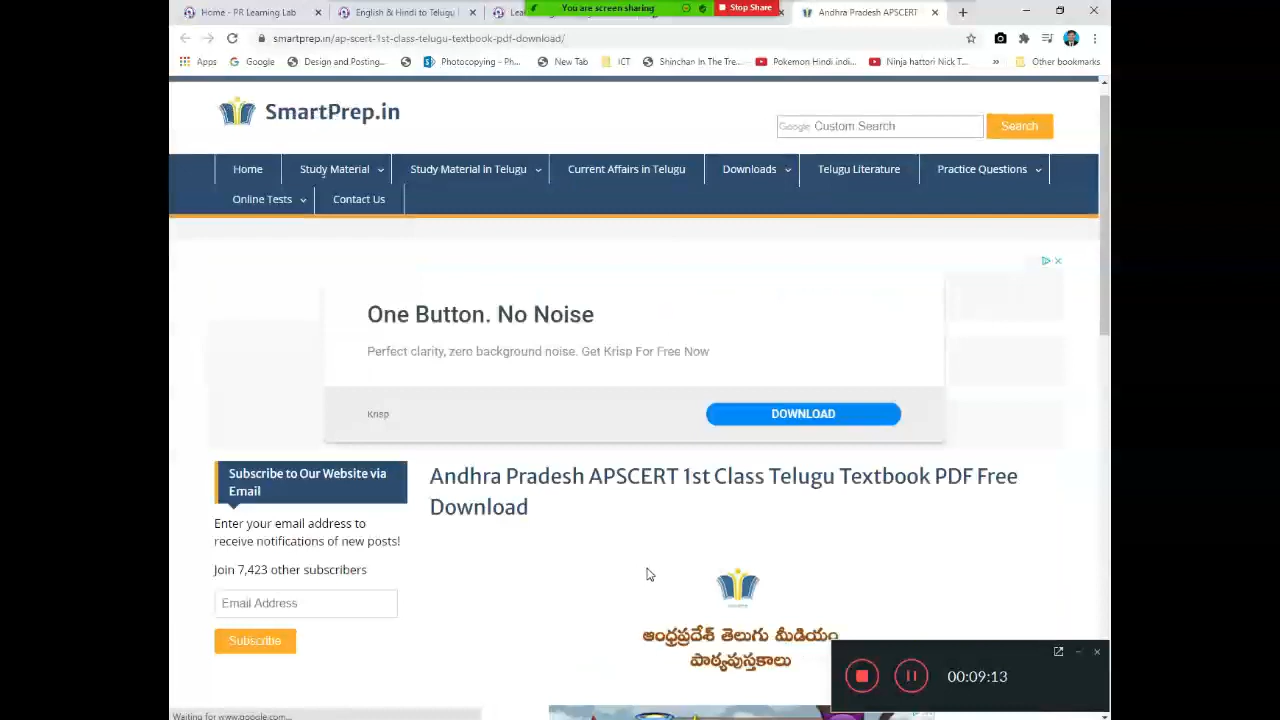 You are screen sharing
Stop Share
Home - PR Learning Lab
English & Hindi to Telugu
Andhra Pradesh APSCERT
smartprep.in/ap-scert-1st-class-telugu-textbook-pdf-download/
Apps
Google
Design and Posting...
Photocopying - Ph...
New Tab
ICT
Shinchan In The Tre...
Pokemon Hindi indi...
Ninja hattori Nick T...
»
Other bookmarks
SmartPrep.in
Google Custom Search
Search
Home
Study Material
Study Material in Telugu
Current Affairs in Telugu
Downloads
Telugu Literature
Practice Questions
Online Tests
Contact Us
One Button. No Noise
Perfect clarity, zero background noise. Get Krisp For Free Now
Krisp
DOWNLOAD
Subscribe to Our Website via
Email
Enter your email address to
receive notifications of new posts!
Join 7,423 other subscribers
Email Address
Subscribe
Andhra Pradesh APSCERT 1st Class Telugu Textbook PDF Free
Download
ఆంధ్రప్రదేశ్ తెలుగు మీడియం
పాఠ్యపుస్తకాలు
00:09:13
Waiting for www.google.com...